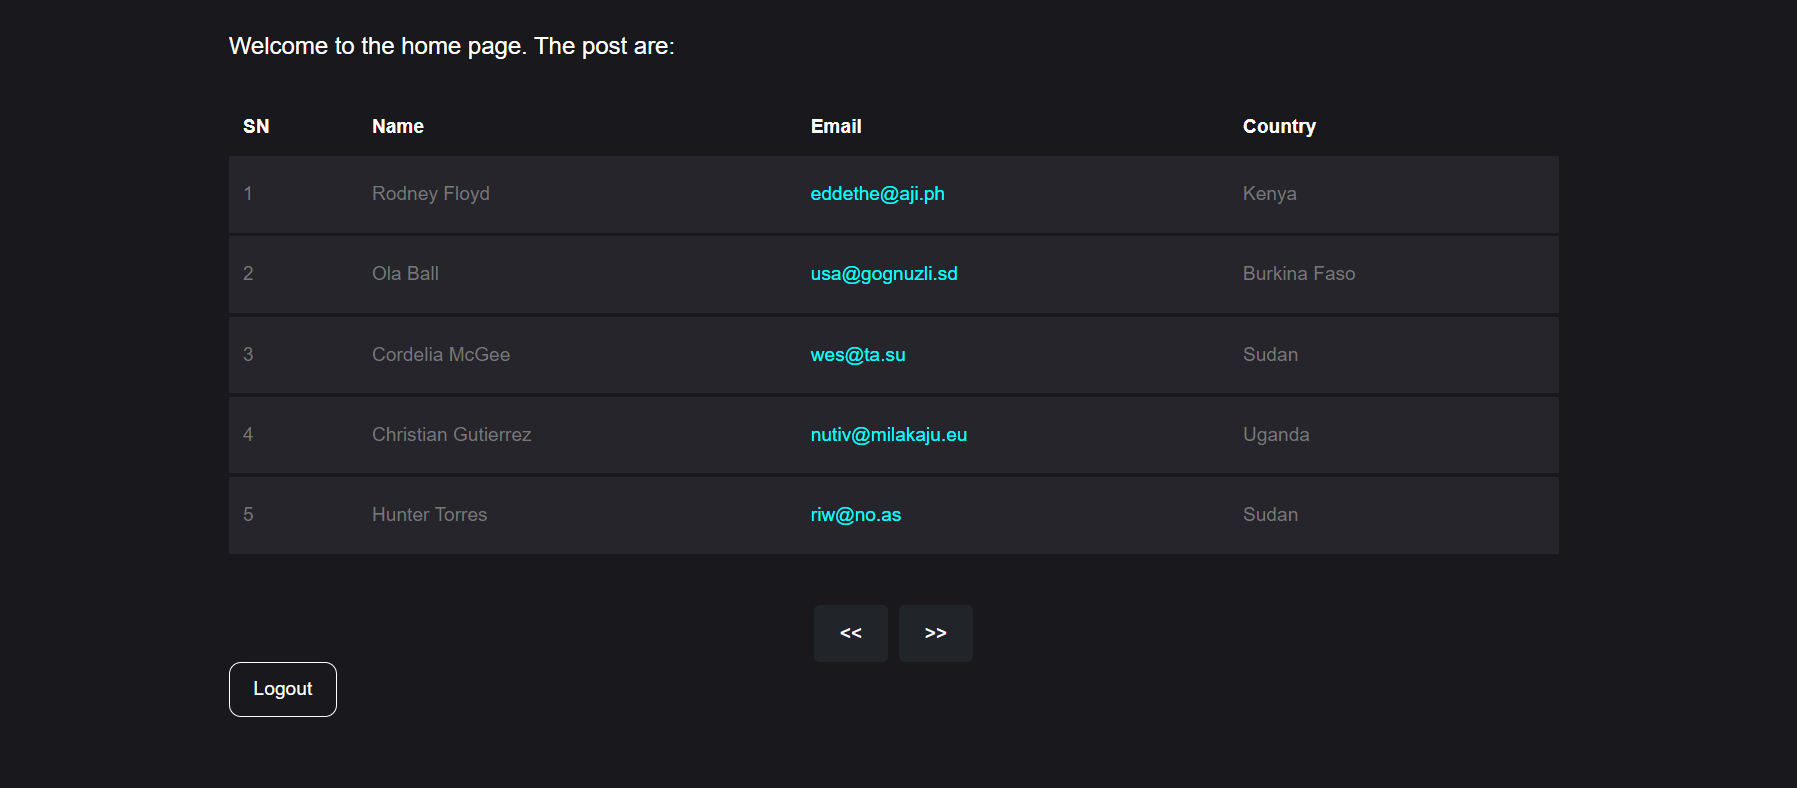 Welcome to the home page. The post are:
SN Name Email Country
1 Rodney Floyd eddethe@aji.ph Kenya
2 Ola Ball usa@gognuzli.sd Burkina Faso
3 Cordelia McGee wes@ta.su Sudan
4 Christian Gutierrez nutiv@milakaju.eu Uganda
5 Hunter Torres riw@no.as Sudan
<< >>
Logout